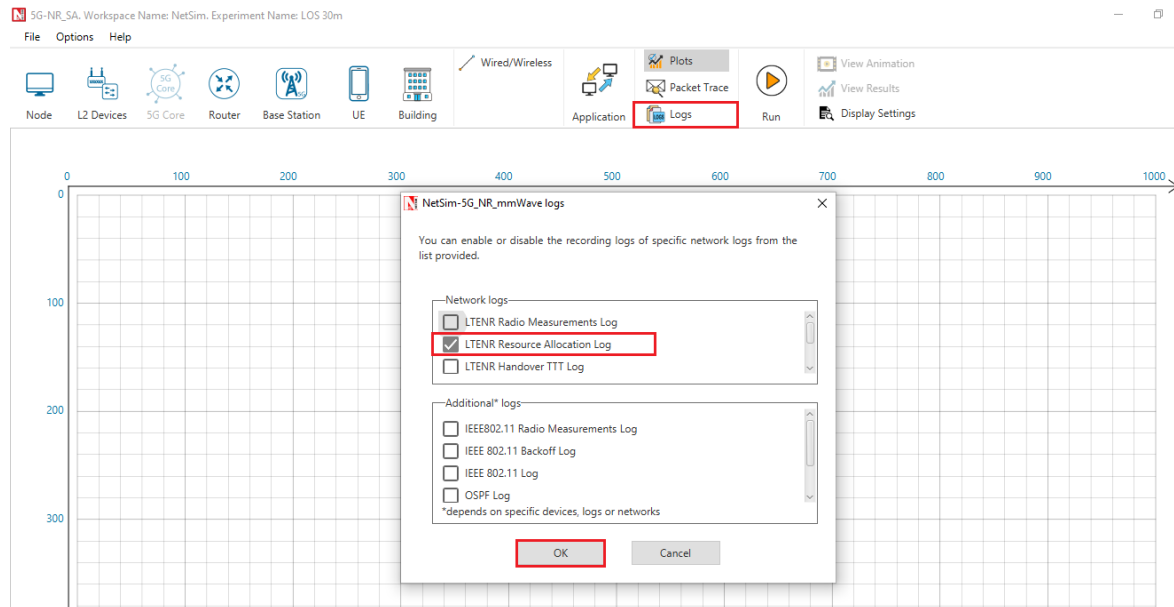 5G-NR_SA. Workspace Name: NetSim. Experiment Name: LOS 30m
File Options Help
Node
L2 Devices
5G
Core
5G Core
Router
5G
Base Station
UE
Building
Wired/Wireless
Application
Plots
Packet Trace
LOGS
Logs
Run
View Animation
View Results
Display Settings
0 100 200 300 400 500 600 700 800 900 1000
0
100
200
300
NetSim-5G_NR_mmWave logs
You can enable or disable the recording logs of specific network logs from the
list provided.
Network logs
LTENR Radio Measurements Log
LTENR Resource Allocation Log
LTENR Handover TTT Log
Additional* logs
IEEE802.11 Radio Measurements Log
IEEE 802.11 Backoff Log
IEEE 802.11 Log
OSPF Log
*depends on specific devices, logs or networks
OK Cancel